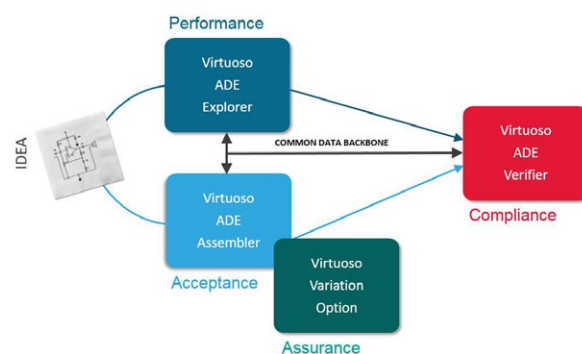 Performance
Virtuoso
ADE
Explorer
IDEA
COMMON DATA BACKBONE
Virtuoso
ADE
Verifier
Compliance
Virtuoso
ADE
Assembler
Acceptance
Virtuoso
Variation
Option
Assurance